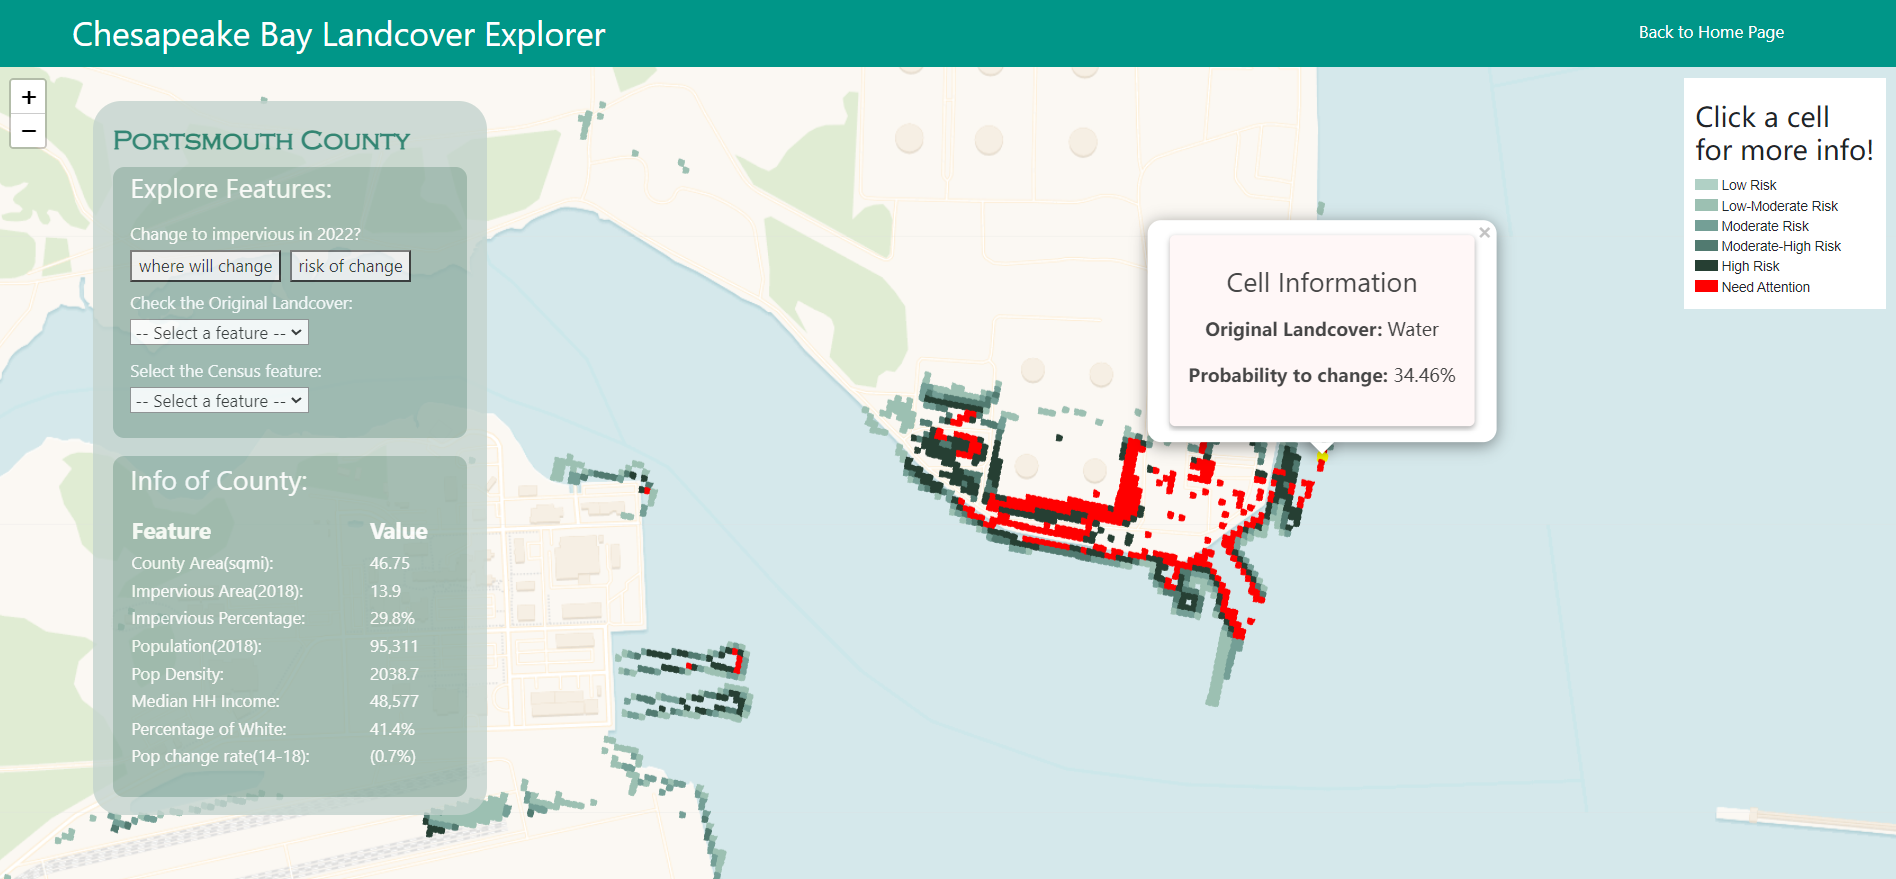 Chesapeake Bay Landcover Explorer
Back to Home Page
+
−
PORTSMOUTH COUNTY
Explore Features:
Change to impervious in 2022?
where will change
risk of change
Check the Original Landcover:
-- Select a feature --
Select the Census feature:
-- Select a feature --
Info of County:
Feature Value
County Area(sqmi): 46.75
Impervious Area(2018): 13.9
Impervious Percentage: 29.8%
Population(2018): 95,311
Pop Density: 2038.7
Median HH Income: 48,577
Percentage of White: 41.4%
Pop change rate(14-18): (0.7%)
×
Cell Information
Original Landcover: Water
Probability to change: 34.46%
Click a cell
for more info!
Low Risk
Low-Moderate Risk
Moderate Risk
Moderate-High Risk
High Risk
Need Attention